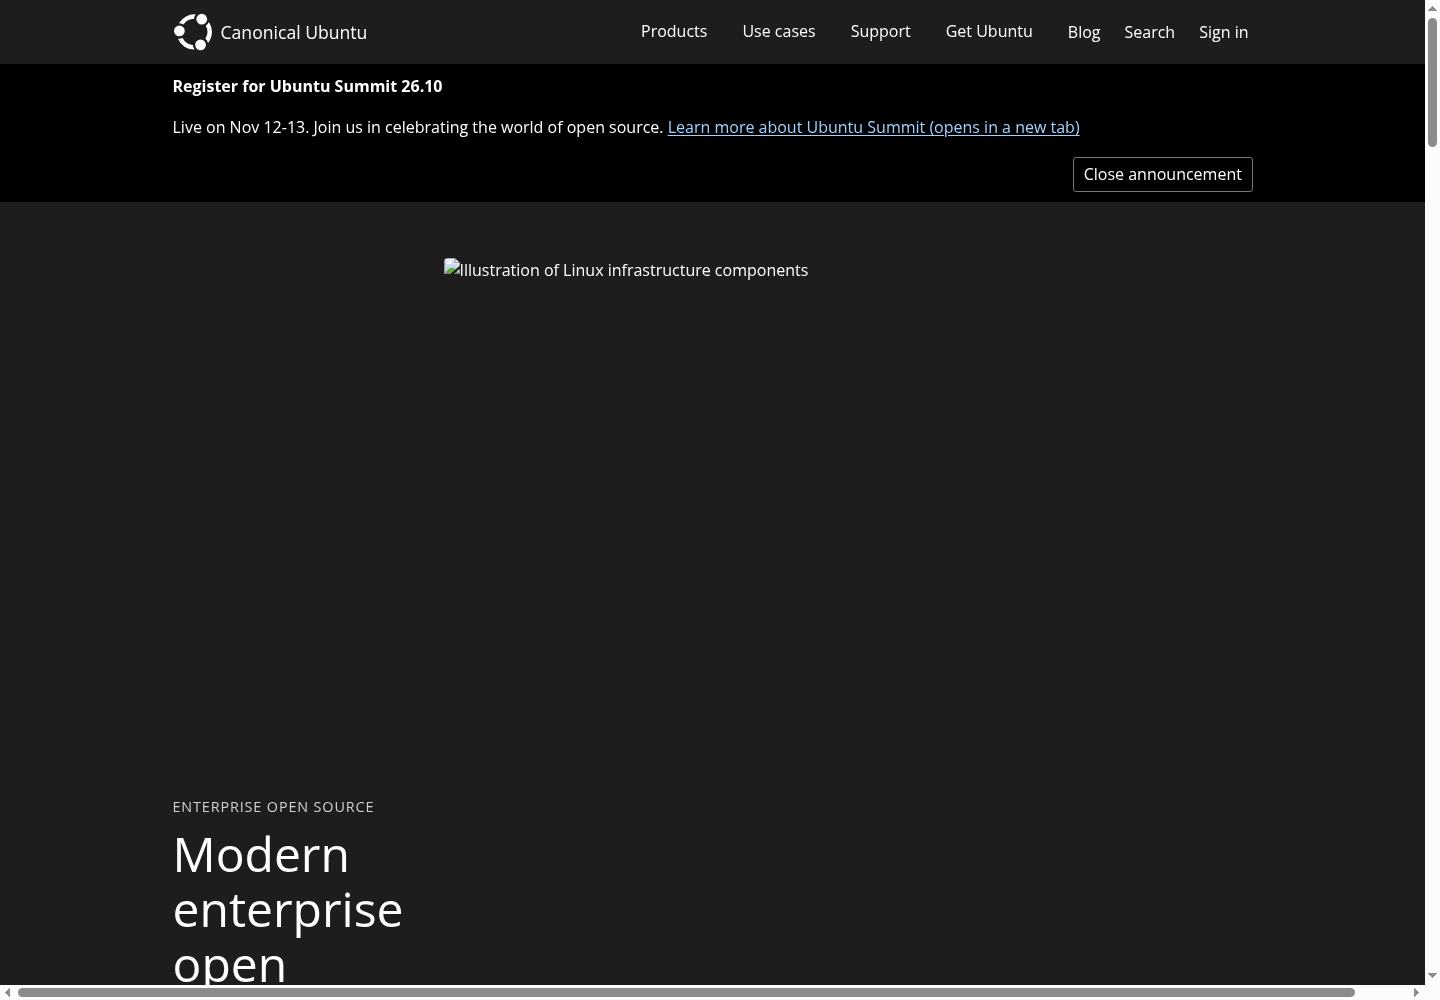 Canonical Ubuntu
Products
Use cases
Support
Get Ubuntu
Blog
Search
Sign in
Register for Ubuntu Summit 26.10
Live on Nov 12-13. Join us in celebrating the world of open source. Learn more about Ubuntu Summit (opens in a new tab)
Close announcement
Illustration of Linux infrastructure components
ENTERPRISE OPEN SOURCE
Modern
enterprise
open